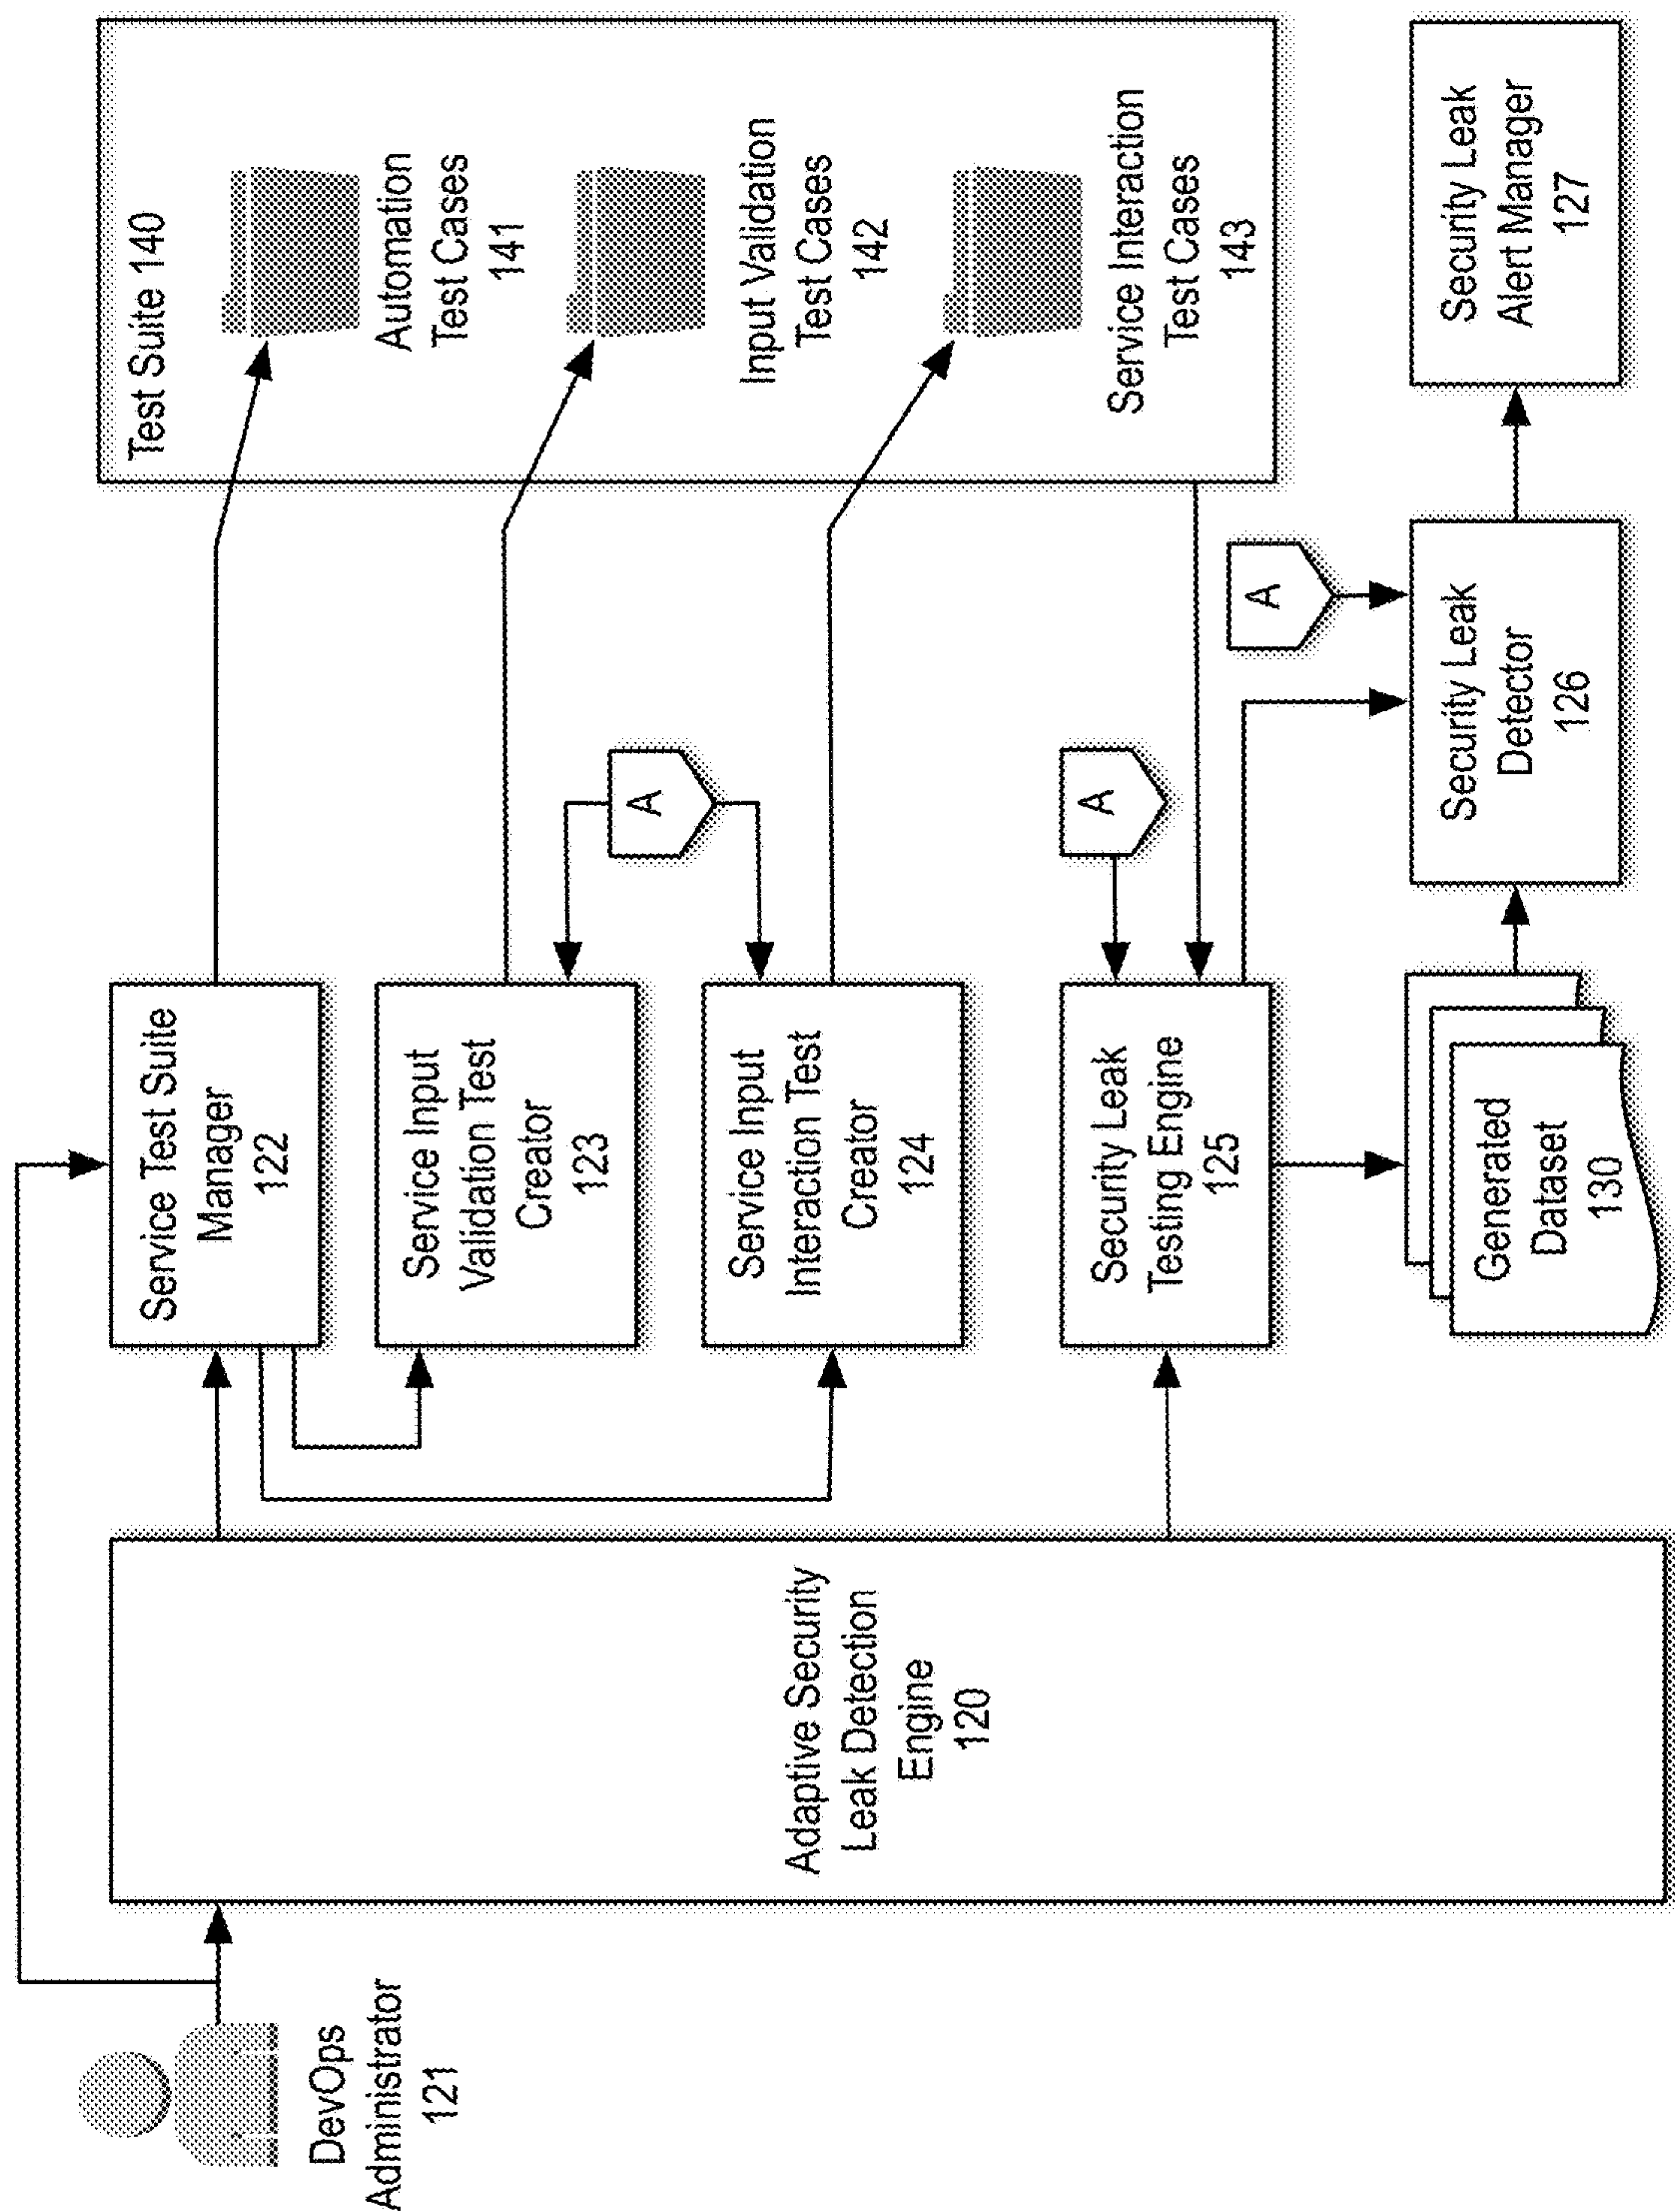 DevOps
Administrator
121
Adaptive Security
Leak Detection
Engine
120
Service Test Suite
Manager
122
Service Input
Validation Test
Creator
123
Service Input
Interaction Test
Creator
124
Security Leak
Testing Engine
125
Generated
Dataset
130
A
A
A
Security Leak
Detector
126
Test Suite 140
Automation
Test Cases
141
Input Validation
Test Cases
142
Service Interaction
Test Cases
143
Security Leak
Alert Manager
127